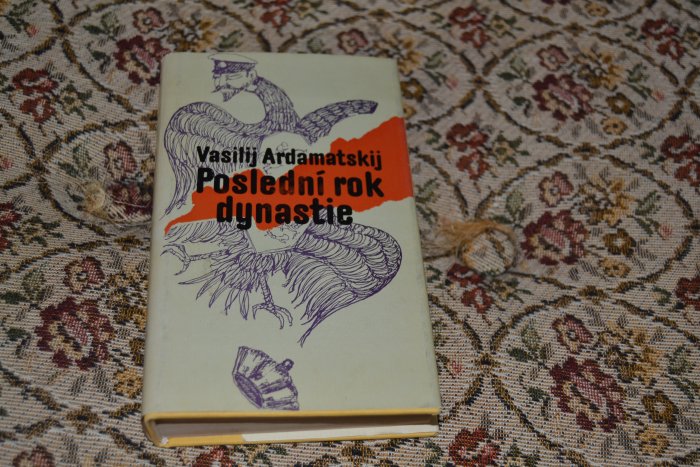 Vasilij Ardamatskij
Poslední rok
dynastie